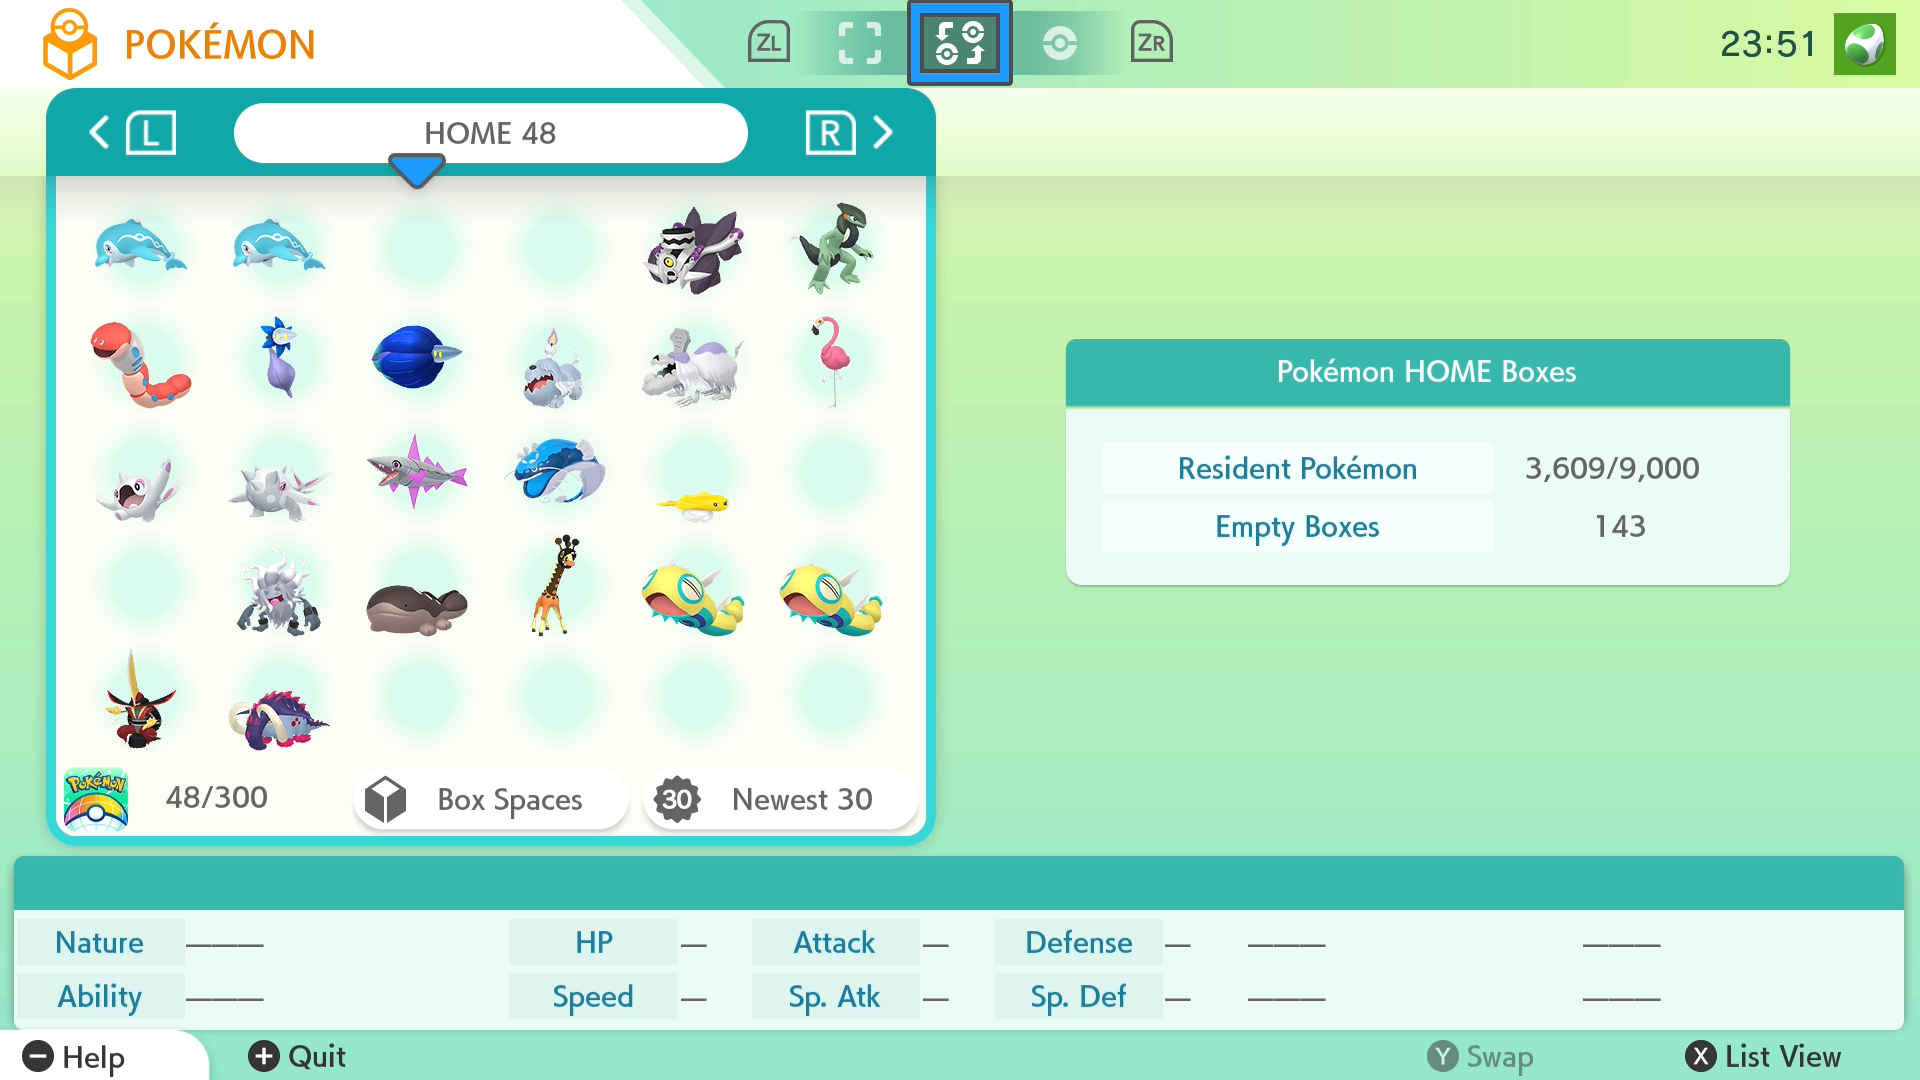 POKÉMON
ZL
ZR
23:51
L
HOME 48
R
Pokémon HOME Boxes
Resident Pokémon 3,609/9,000
Empty Boxes 143
Pokémon
48/300
Box Spaces
30 Newest 30
Nature ———
HP —
Attack —
Defense —
———
———
Ability ———
Speed —
Sp. Atk —
Sp. Def —
———
———
Help
Quit
Y Swap
X List View